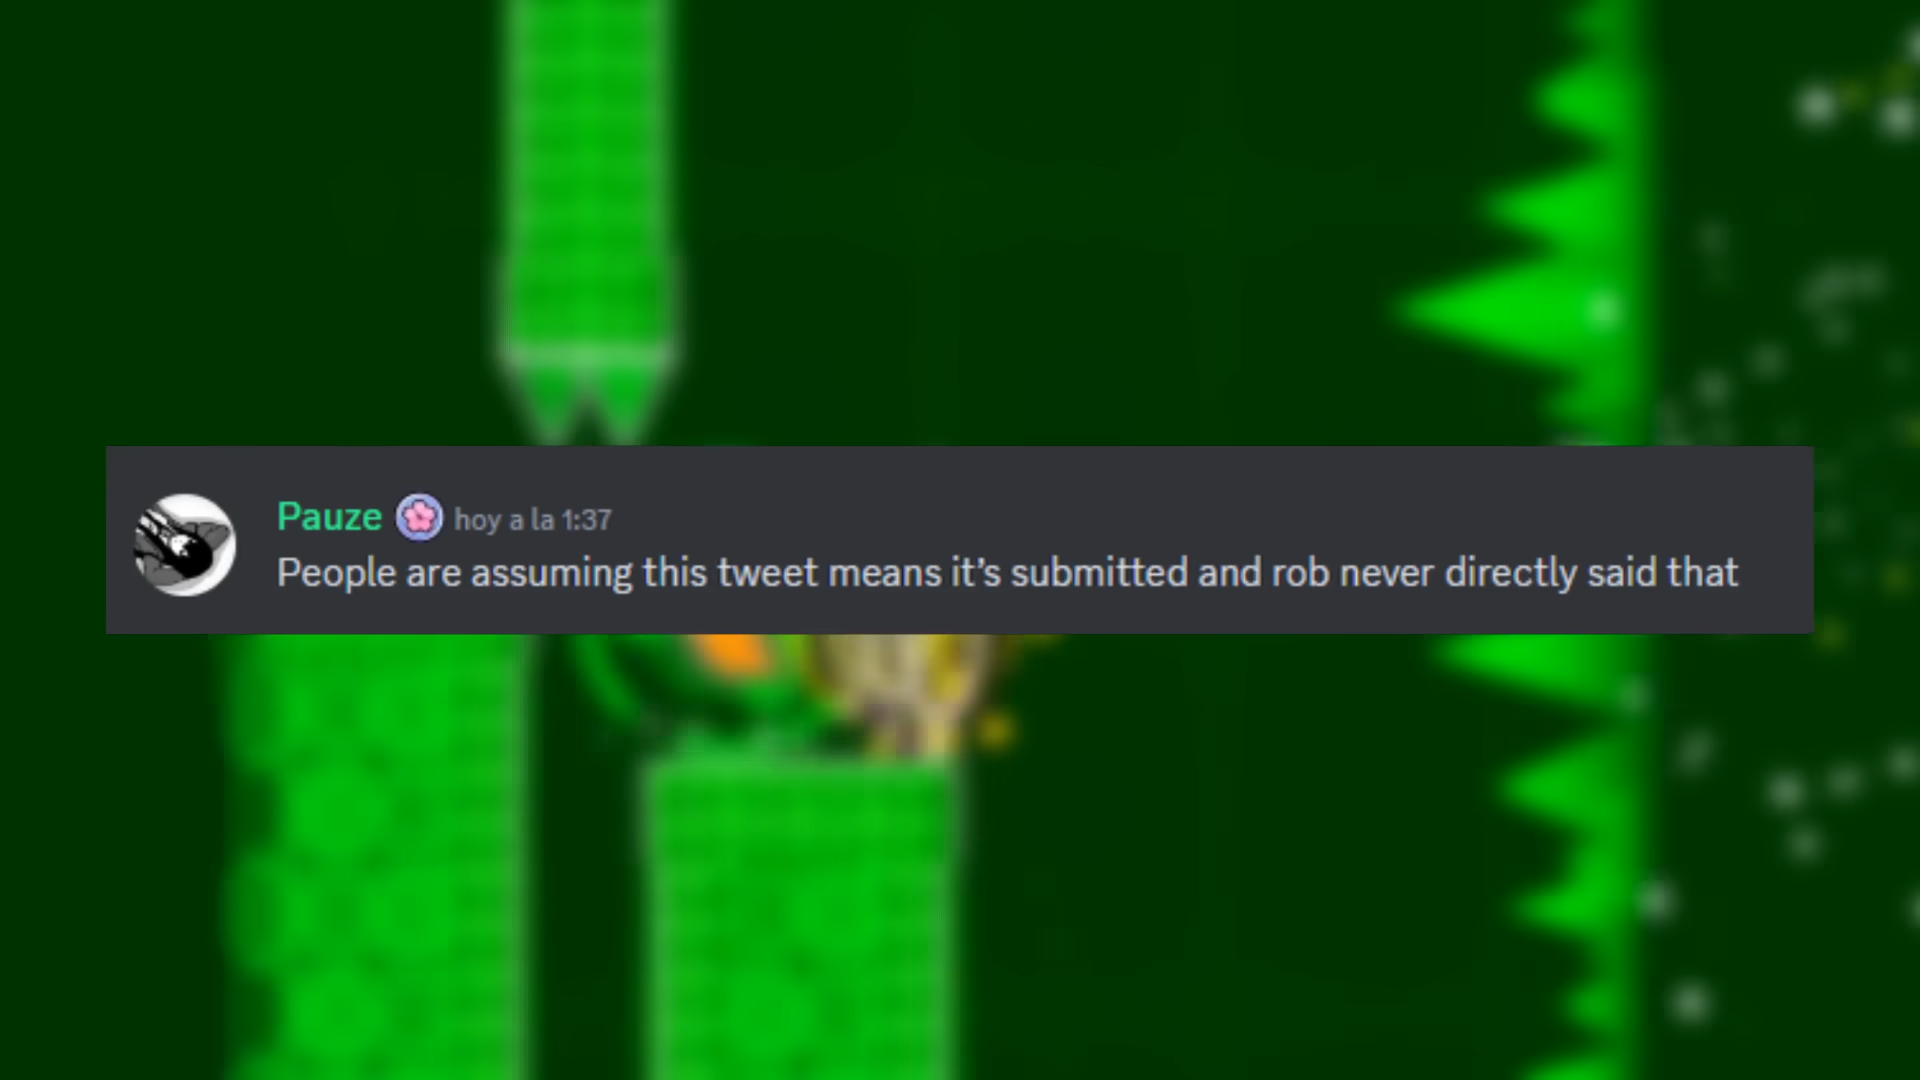 Pauze hoy a la 1:37
People are assuming this tweet means it’s submitted and rob never directly said that